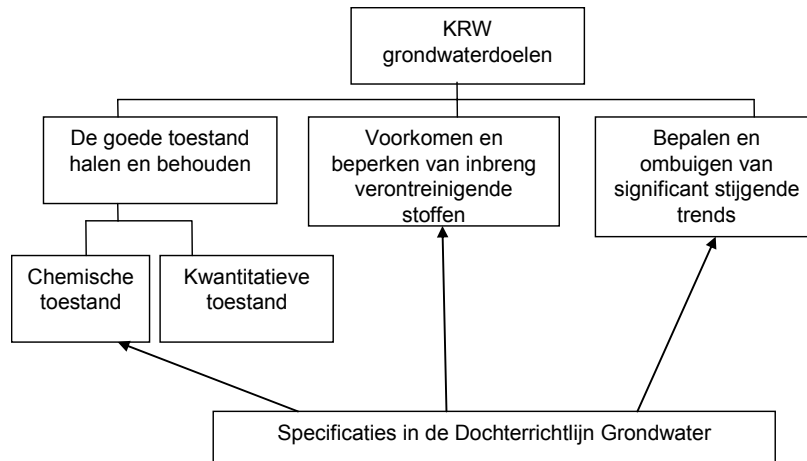 KRW
grondwaterdoelen
De goede toestand
halen en behouden
Voorkomen en
beperken van inbreng
verontreinigende
stoffen
Bepalen en
ombuigen van
significant stijgende
trends
Chemische
toestand
Kwantitatieve
toestand
Specificaties in de Dochterrichtlijn Grondwater